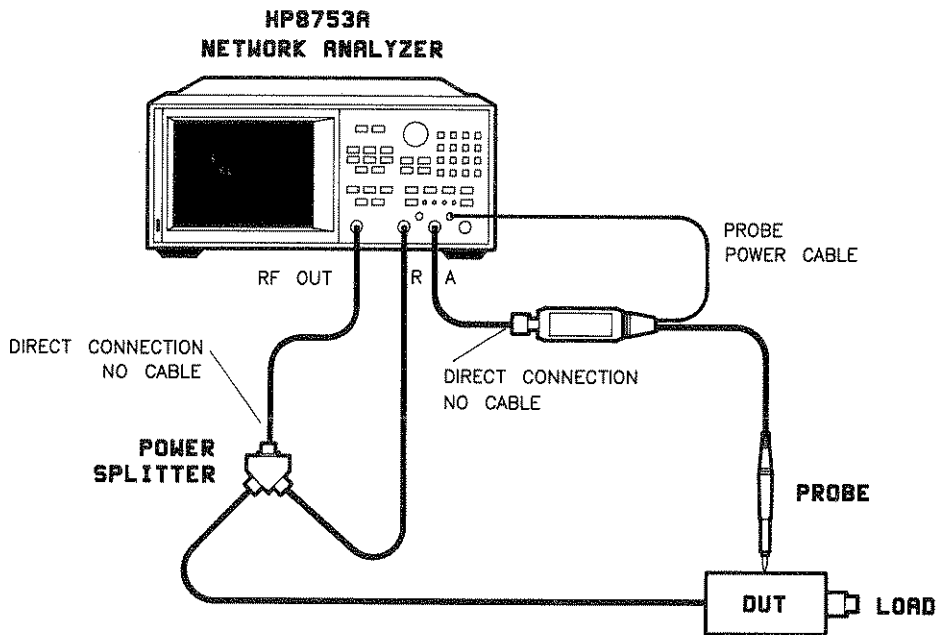 HP8753A
NETWORK ANALYZER
PROBE
POWER CABLE
RF OUT
R
A
DIRECT CONNECTION
NO CABLE
DIRECT CONNECTION
NO CABLE
POWER
SPLITTER
PROBE
DUT
LOAD